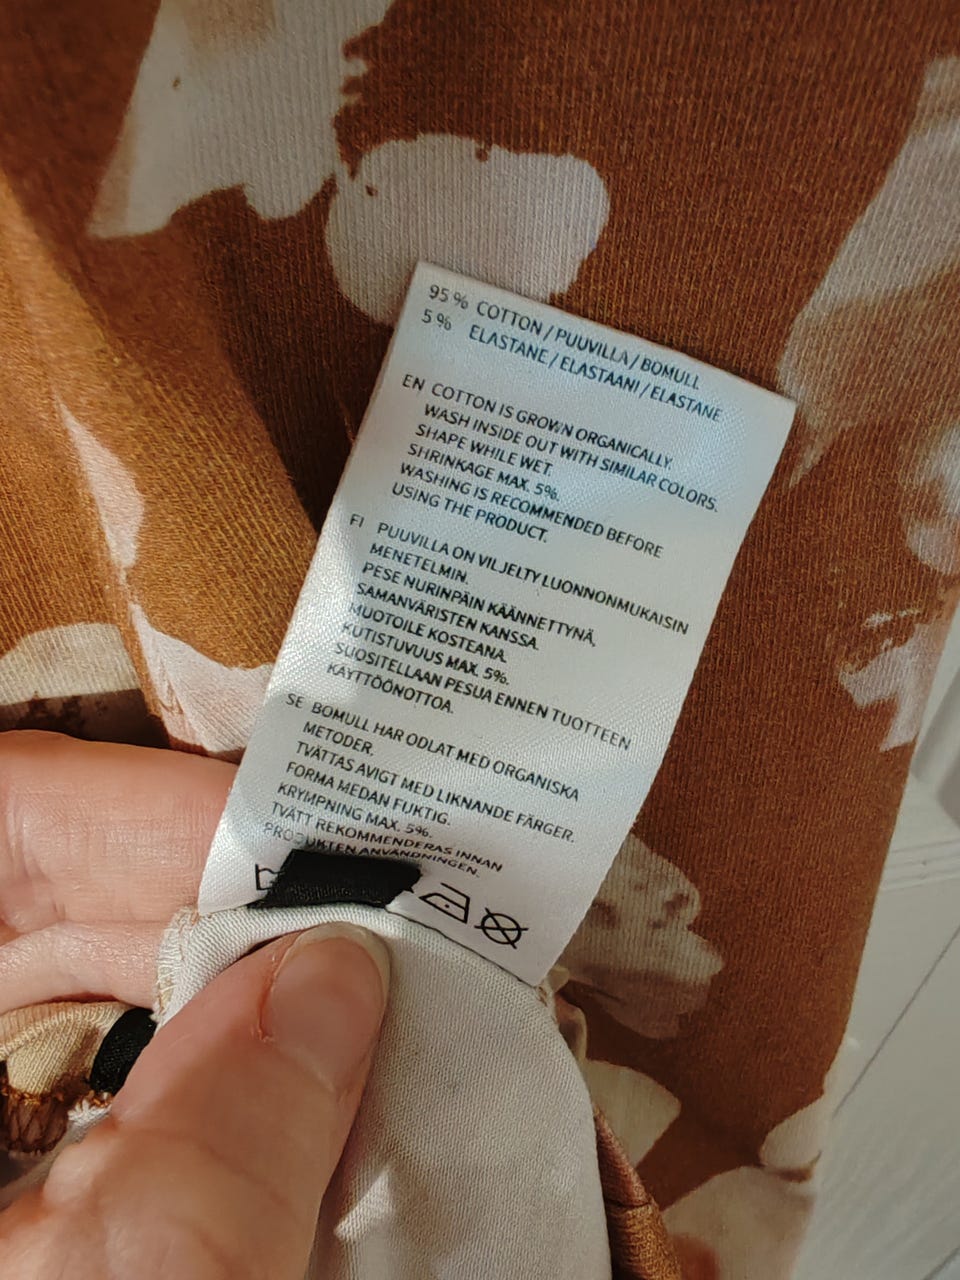 95 % COTTON / PUUVILLA / BOMULL
5 % ELASTANE / ELASTAANI / ELASTANE
EN COTTON IS GROWN ORGANICALLY.
WASH INSIDE OUT WITH SIMILAR COLORS.
SHAPE WHILE WET.
SHRINKAGE MAX. 5%.
WASHING IS RECOMMENDED BEFORE
USING THE PRODUCT.
FI PUUVILLA ON VILJELTY LUONNONMUKAISIN
MENETELMIN.
PESE NURINPÄIN KÄÄNNETTYNÄ,
SAMANVÄRISTEN KANSSA.
MUOTOILE KOSTEANA.
KUTISTUVUUS MAX. 5%.
SUOSITELLAAN PESUA ENNEN TUOTTEEN
KÄYTTÖÖNOTTOA.
SE BOMULL HAR ODLAT MED ORGANISKA
METODER.
TVÄTTAS AVIGT MED LIKNANDE FÄRGER.
FORMA MEDAN FUKTIG.
KRYMPNING MAX. 5%.
TVÄTT REKOMMENDERAS INNAN
PRODUKTEN ANVÄNDNINGEN.